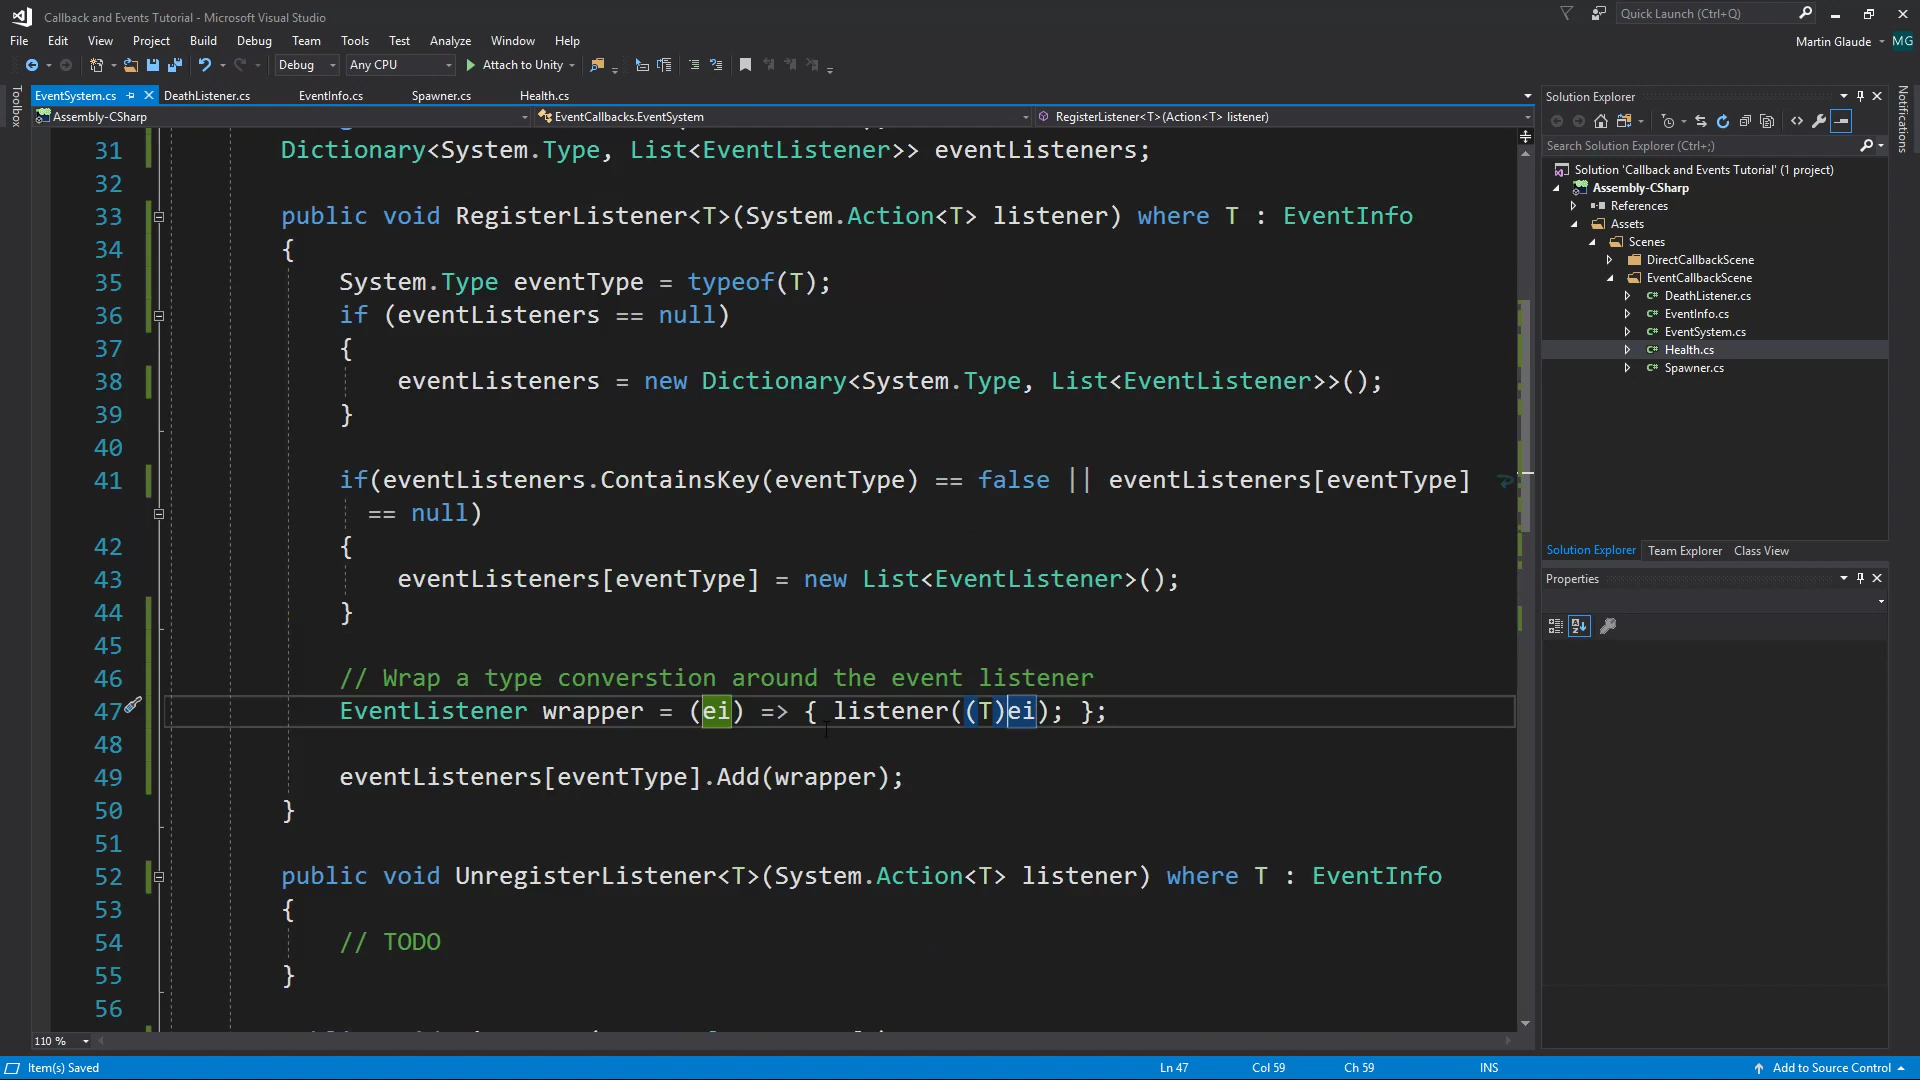 Callback and Events Tutorial - Microsoft Visual Studio
Quick Launch (Ctrl+Q)
File Edit View Project Build Debug Team Tools Test Analyze Window Help
Martin Glaude MG
Debug Any CPU Attach to Unity
Toolbox
EventSystem.cs DeathListener.cs EventInfo.cs Spawner.cs Health.cs
Assembly-CSharp EventCallbacks.EventSystem RegisterListener<T>(Action<T> listener)
31 Dictionary<System.Type, List<EventListener>> eventListeners;
32
33 public void RegisterListener<T>(System.Action<T> listener) where T : EventInfo
34 {
35 System.Type eventType = typeof(T);
36 if (eventListeners == null)
37 {
38 eventListeners = new Dictionary<System.Type, List<EventListener>>();
39 }
40
41 if(eventListeners.ContainsKey(eventType) == false || eventListeners[eventType]
== null)
42 {
43 eventListeners[eventType] = new List<EventListener>();
44 }
45
46 // Wrap a type converstion around the event listener
47 EventListener wrapper = (ei) => { listener((T)ei); };
48
49 eventListeners[eventType].Add(wrapper);
50 }
51
52 public void UnregisterListener<T>(System.Action<T> listener) where T : EventInfo
53 {
54 // TODO
55 }
56
110 %
Solution Explorer
Search Solution Explorer (Ctrl+;)
Solution 'Callback and Events Tutorial' (1 project)
Assembly-CSharp
References
Assets
Scenes
DirectCallbackScene
EventCallbackScene
C# DeathListener.cs
C# EventInfo.cs
C# EventSystem.cs
C# Health.cs
C# Spawner.cs
Solution Explorer Team Explorer Class View
Properties
Notifications
Item(s) Saved Ln 47 Col 59 Ch 59 INS Add to Source Control